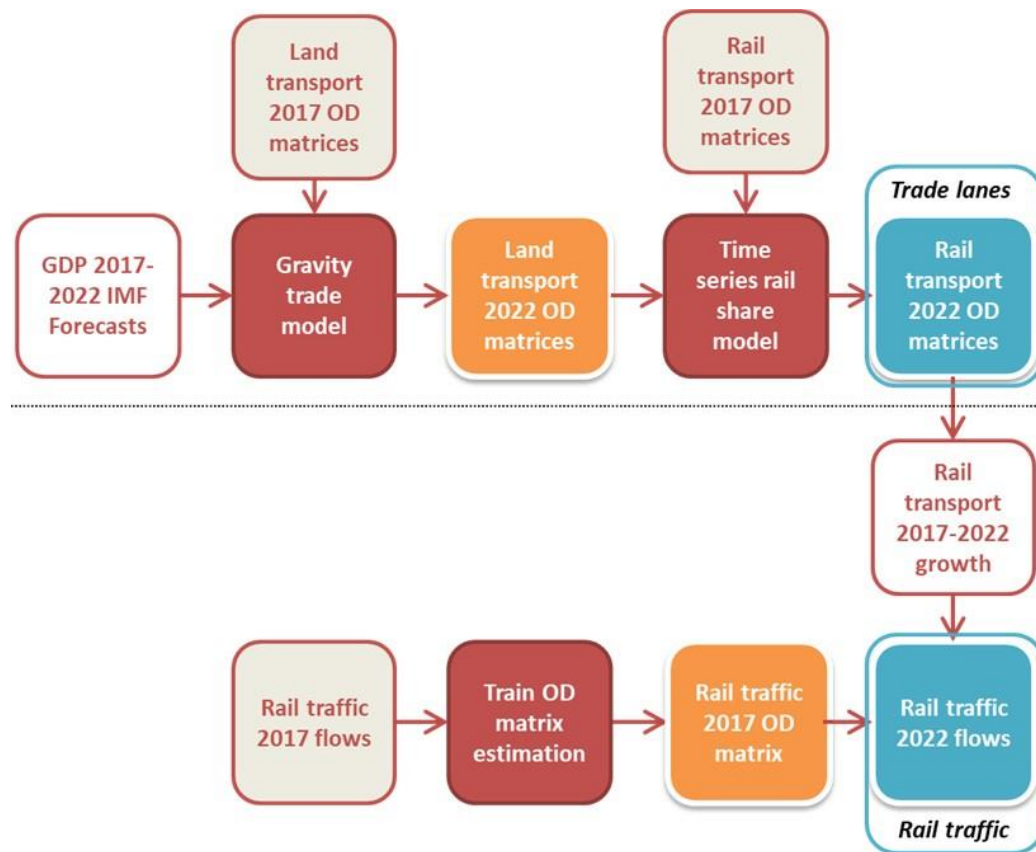 Land
transport
2017 OD
matrices
Rail
transport
2017 OD
matrices
Trade lanes
GDP 2017-
2022 IMF
Forecasts
Gravity
trade
model
Land
transport
2022 OD
matrices
Time
series rail
share
model
Rail
transport
2022 OD
matrices
Rail
transport
2017-2022
growth
Rail traffic
2017 flows
Train OD
matrix
estimation
Rail traffic
2017 OD
matrix
Rail traffic
2022 flows
Rail traffic